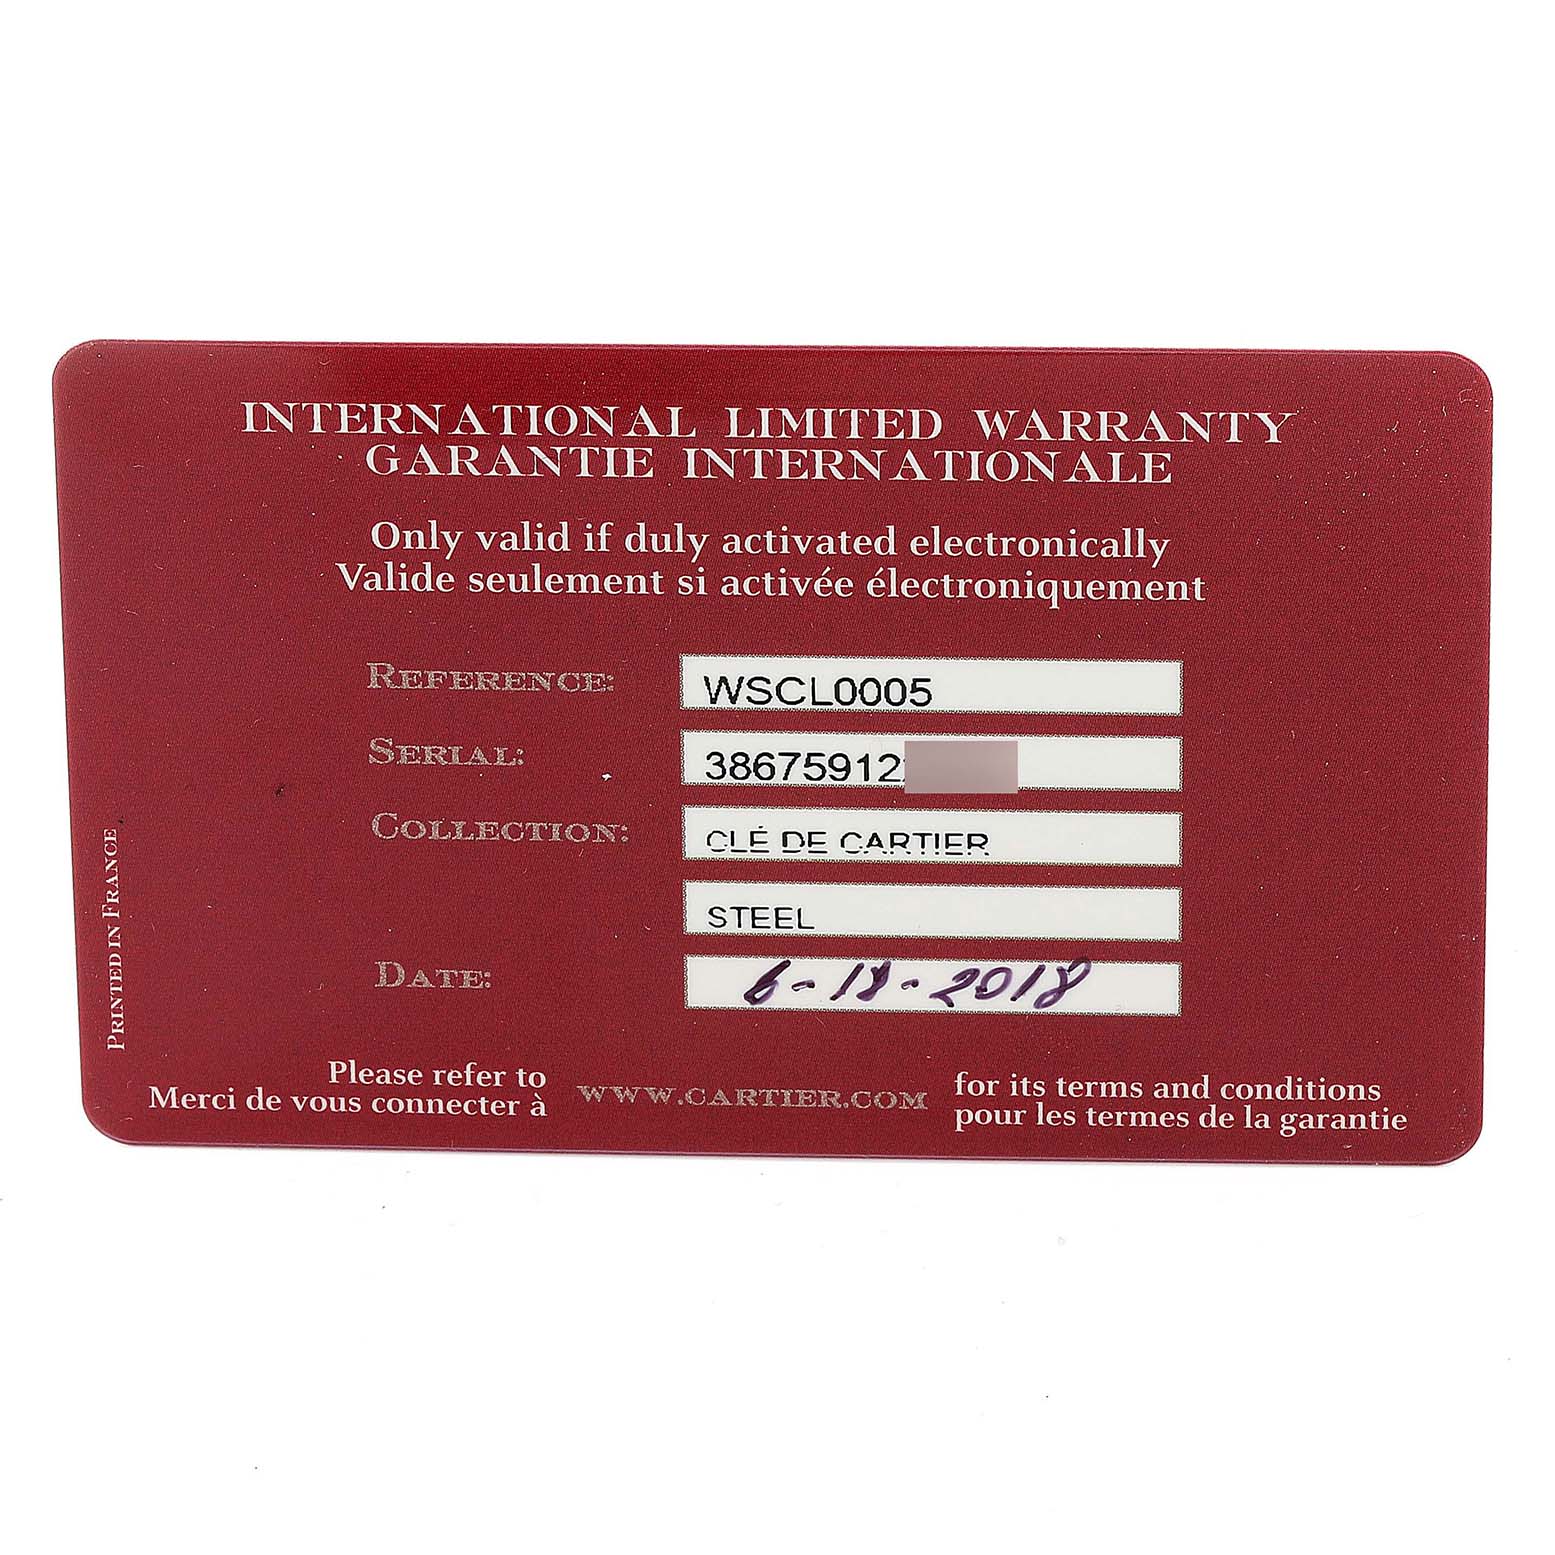 INTERNATIONAL LIMITED WARRANTY
GARANTIE INTERNATIONALE
Only valid if duly activated electronically
Valide seulement si activée électroniquement
REFERENCE: WSCL0005
SERIAL: 38675912
COLLECTION: CLÉ DE CARTIER
STEEL
DATE: 6-18-2018
PRINTED IN FRANCE
Please refer to
Merci de vous connecter à
WWW.CARTIER.COM
for its terms and conditions
pour les termes de la garantie